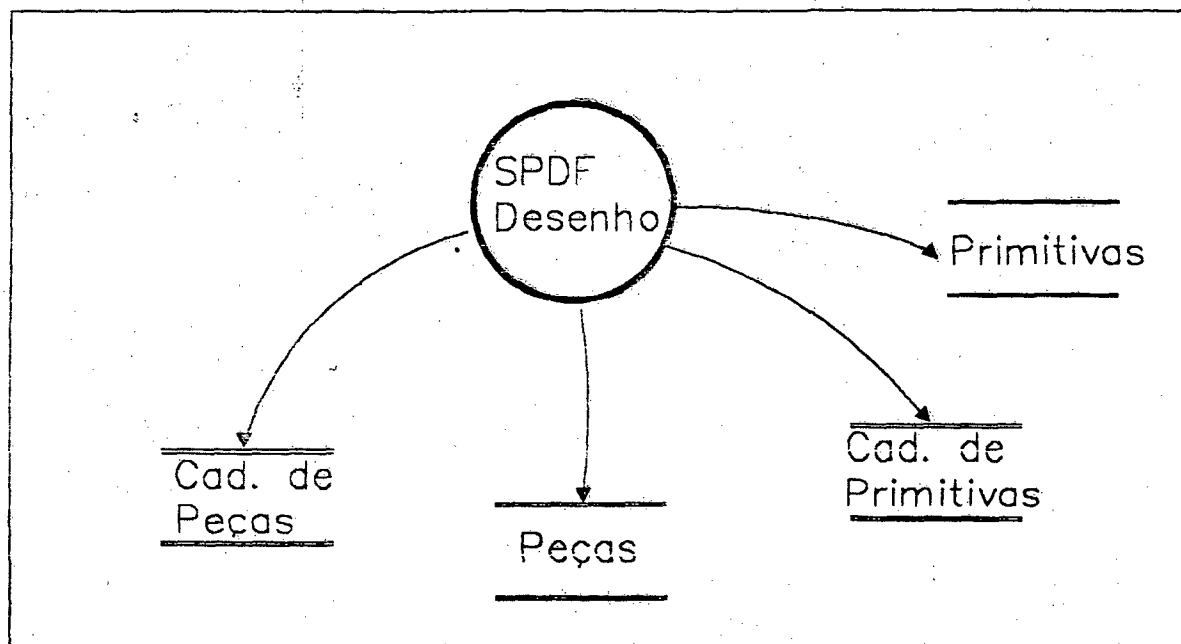 SPDF
Desenho
Primitivas
Cad. de
Peças
Peças
Cad. de
Primitivas